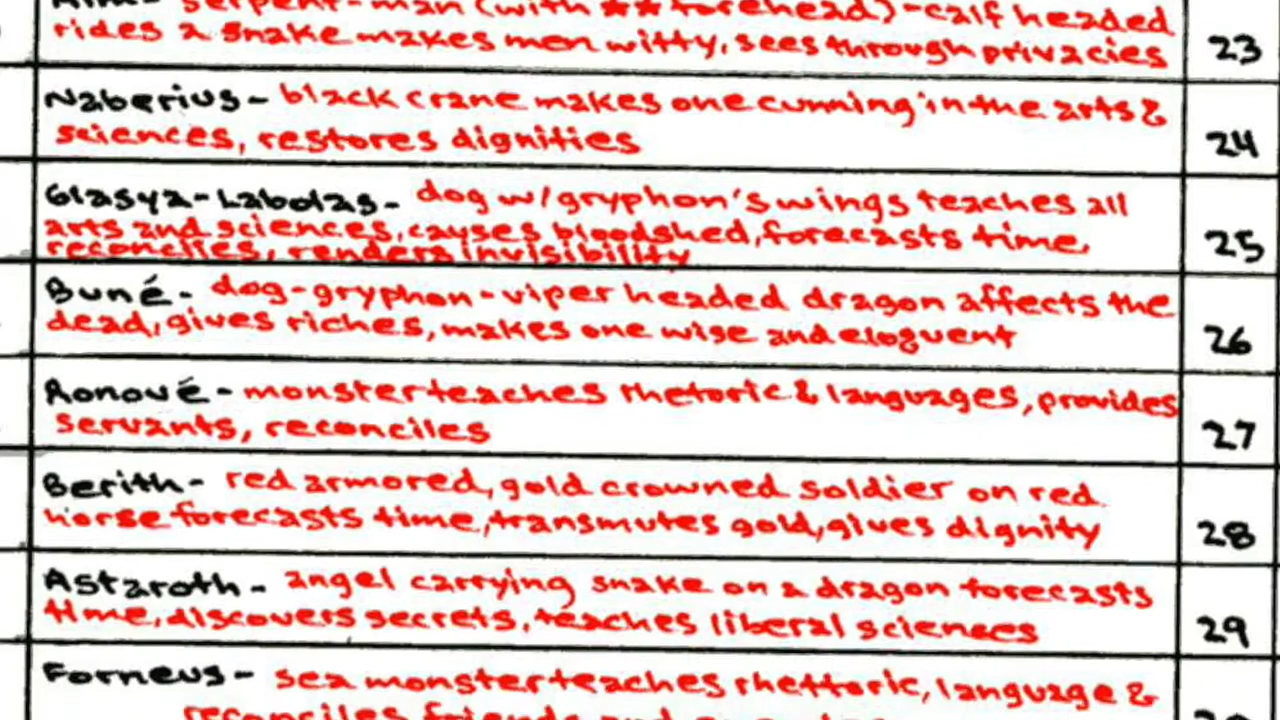 Aim- serpent-man (with ** forehead)-calf headed
rides a snake makes men witty, sees through privacies
23
Naberius- black crane makes one cunning in the arts &
sciences, restores dignities
24
Glasya-Labolas- dog w/gryphon's wings teaches all
arts and sciences, causes bloodshed, forecasts time,
reconciles, renders invisibility
25
Buné- dog-gryphon-viper headed dragon affects the
dead, gives riches, makes one wise and eloquent
26
Ronové- monster teaches rhetoric & languages, provides
servants, reconciles
27
Berith- red armored, gold crowned soldier on red
horse forecasts time, transmutes gold, gives dignity
28
Astaroth- angel carrying snake on a dragon forecasts
time, discovers secrets, teaches liberal sciences
29
Forneus- sea monster teaches rhettoric, language &
reconciles friends and